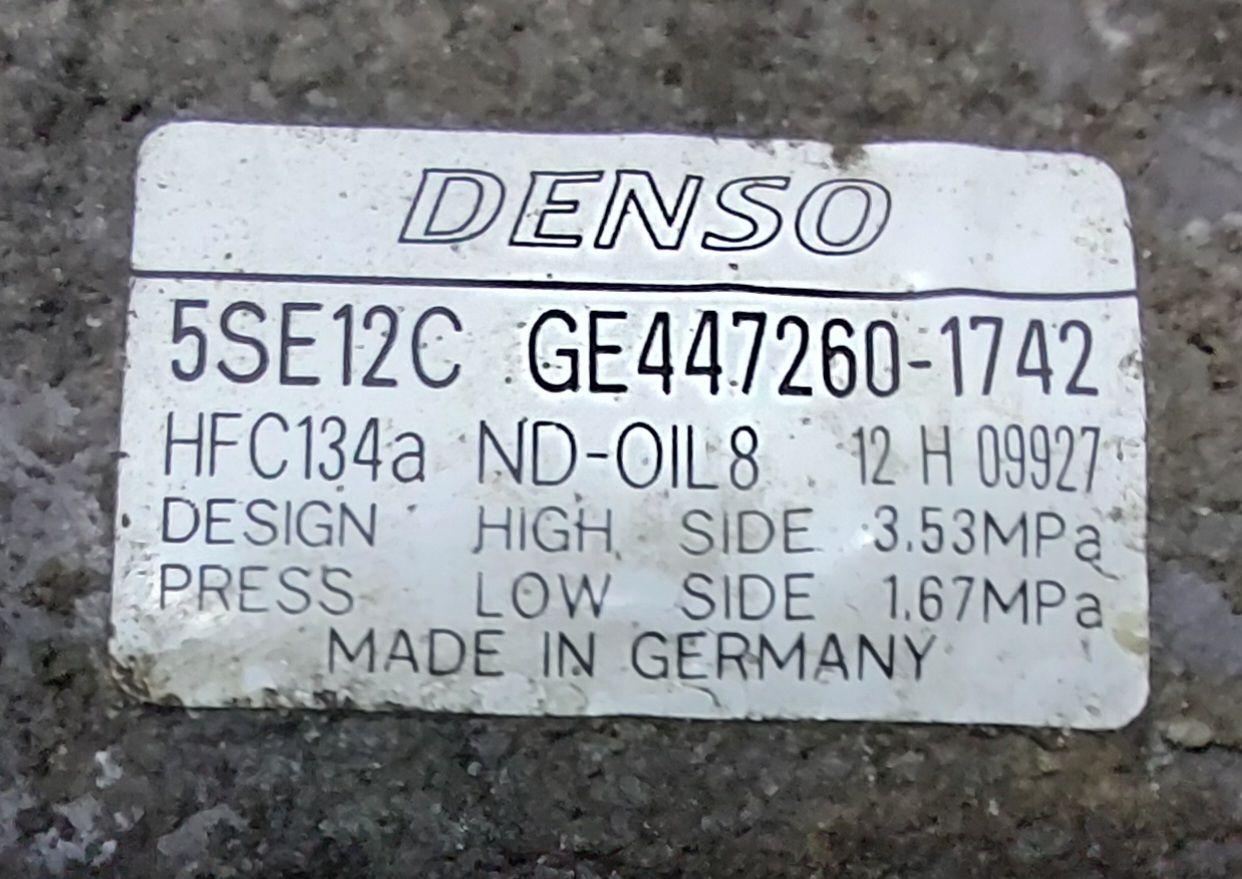 DENSO
5SE12C GE447260-1742
HFC134a ND-OIL8 12 H 09927
DESIGN HIGH SIDE 3.53MPa
PRESS LOW SIDE 1.67MPa
MADE IN GERMANY